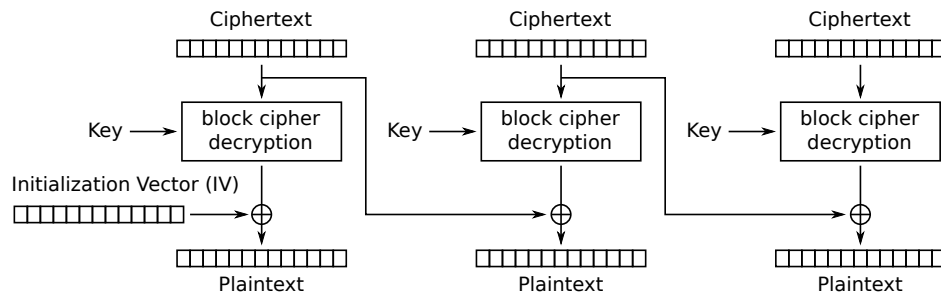 Ciphertext
Ciphertext
Ciphertext
block cipher
decryption
block cipher
decryption
block cipher
decryption
Key
Key
Key
Initialization Vector (IV)
Plaintext
Plaintext
Plaintext